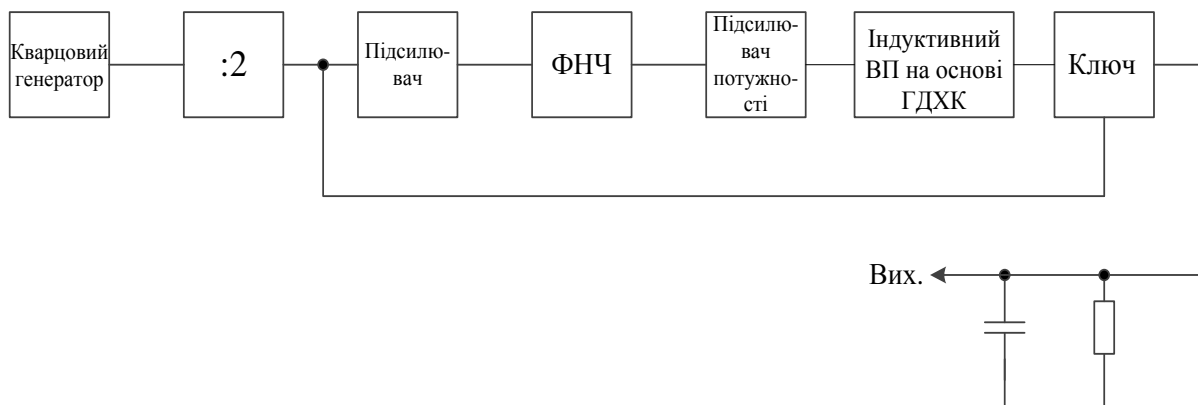 Кварцовий
генератор
:2
Підсилю-
вач
ФНЧ
Підсилю-
вач
потужно-
сті
Індуктивний
ВП на основі
ГДХК
Ключ
Вих.